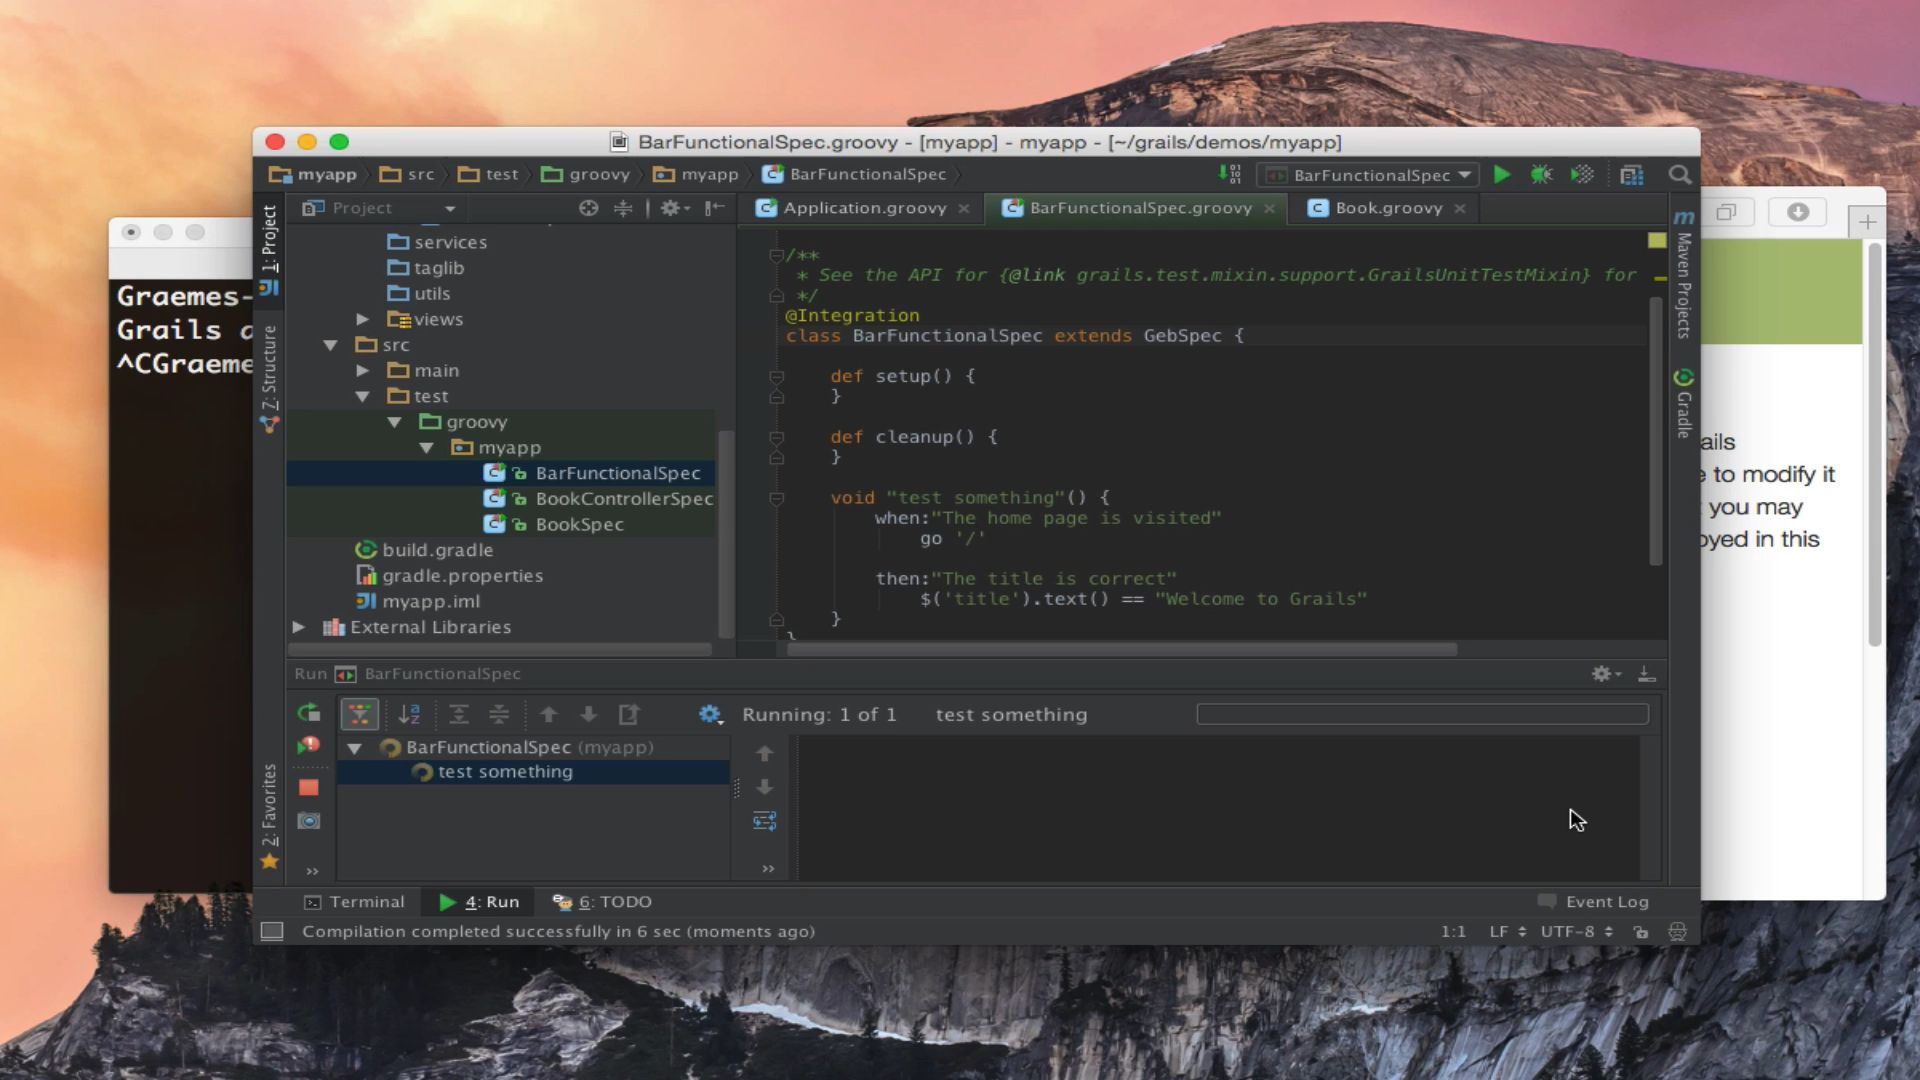 BarFunctionalSpec.groovy - [myapp] - myapp - [~/grails/demos/myapp]
myapp src test groovy myapp BarFunctionalSpec
BarFunctionalSpec
Project
Application.groovy
BarFunctionalSpec.groovy
Book.groovy
1: Project
Z: Structure
2: Favorites
services
taglib
utils
views
src
main
test
groovy
myapp
BarFunctionalSpec
BookControllerSpec
BookSpec
build.gradle
gradle.properties
myapp.iml
External Libraries
/**
* See the API for {@link grails.test.mixin.support.GrailsUnitTestMixin} for
*/
@Integration
class BarFunctionalSpec extends GebSpec {
def setup() {
}
def cleanup() {
}
void "test something"() {
when:"The home page is visited"
go '/'
then:"The title is correct"
$('title').text() == "Welcome to Grails"
}
Maven Projects
Gradle
Run BarFunctionalSpec
Running: 1 of 1 test something
BarFunctionalSpec (myapp)
test something
Terminal
4: Run
6: TODO
Event Log
Compilation completed successfully in 6 sec (moments ago)
1:1 LF UTF-8
Graemes-
Grails a
^CGraeme
ails
e to modify it
you may
oyed in this